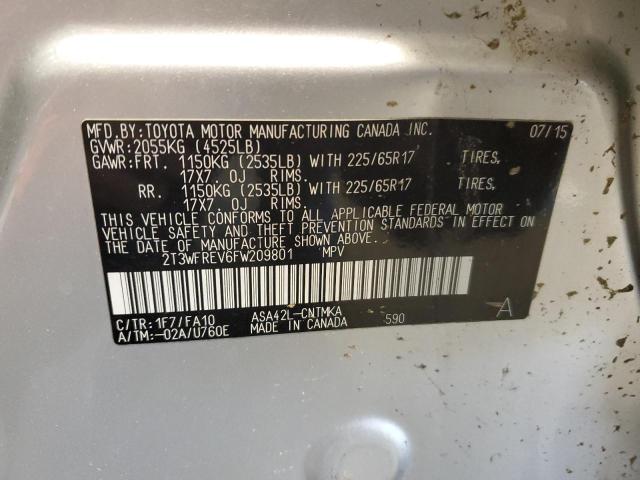 MFD.BY:TOYOTA MOTOR MANUFACTURING CANADA INC. 07/15
GVWR:2055KG (4525LB)
GAWR:FRT. 1150KG (2535LB) WITH 225/65R17 TIRES,
17X7.0J RIMS.
RR. 1150KG (2535LB) WITH 225/65R17 TIRES,
17X7.0J RIMS.
THIS VEHICLE CONFORMS TO ALL APPLICABLE FEDERAL MOTOR
VEHICLE SAFETY AND THEFT PREVENTION STANDARDS IN EFFECT ON
THE DATE OF MANUFACTURE SHOWN ABOVE.
2T3WFREV6FW209801 MPV
C/TR:1F7/FA10 ASA42L-CNTMKA 590 A
A/TM:-02A/U760E MADE IN CANADA